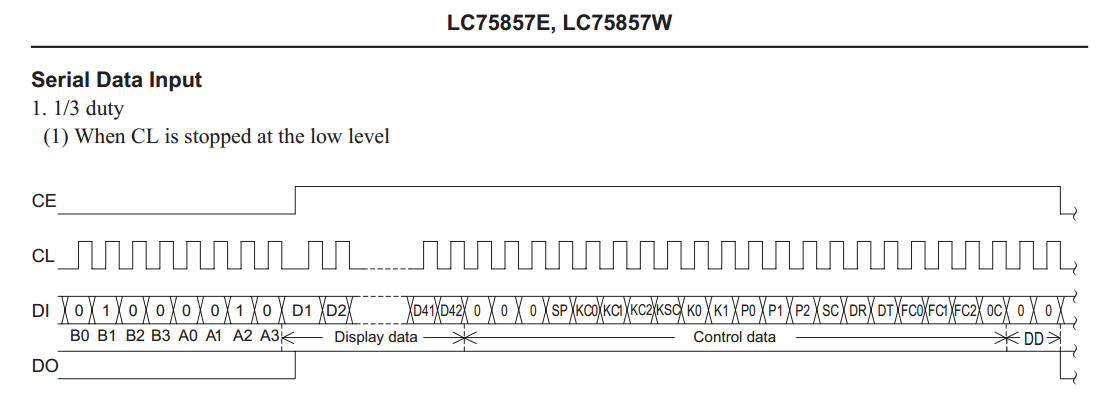 LC75857E, LC75857W
Serial Data Input
1. 1/3 duty
(1) When CL is stopped at the low level
CE
CL
DI 0 1 0 0 0 0 1 0 D1 D2 D41 D42 0 0 0 SP KC0 KC1 KC2 KSC K0 K1 P0 P1 P2 SC DR DT FC0 FC1 FC2 0C 0 0
B0 B1 B2 B3 A0 A1 A2 A3 Display data Control data DD
DO